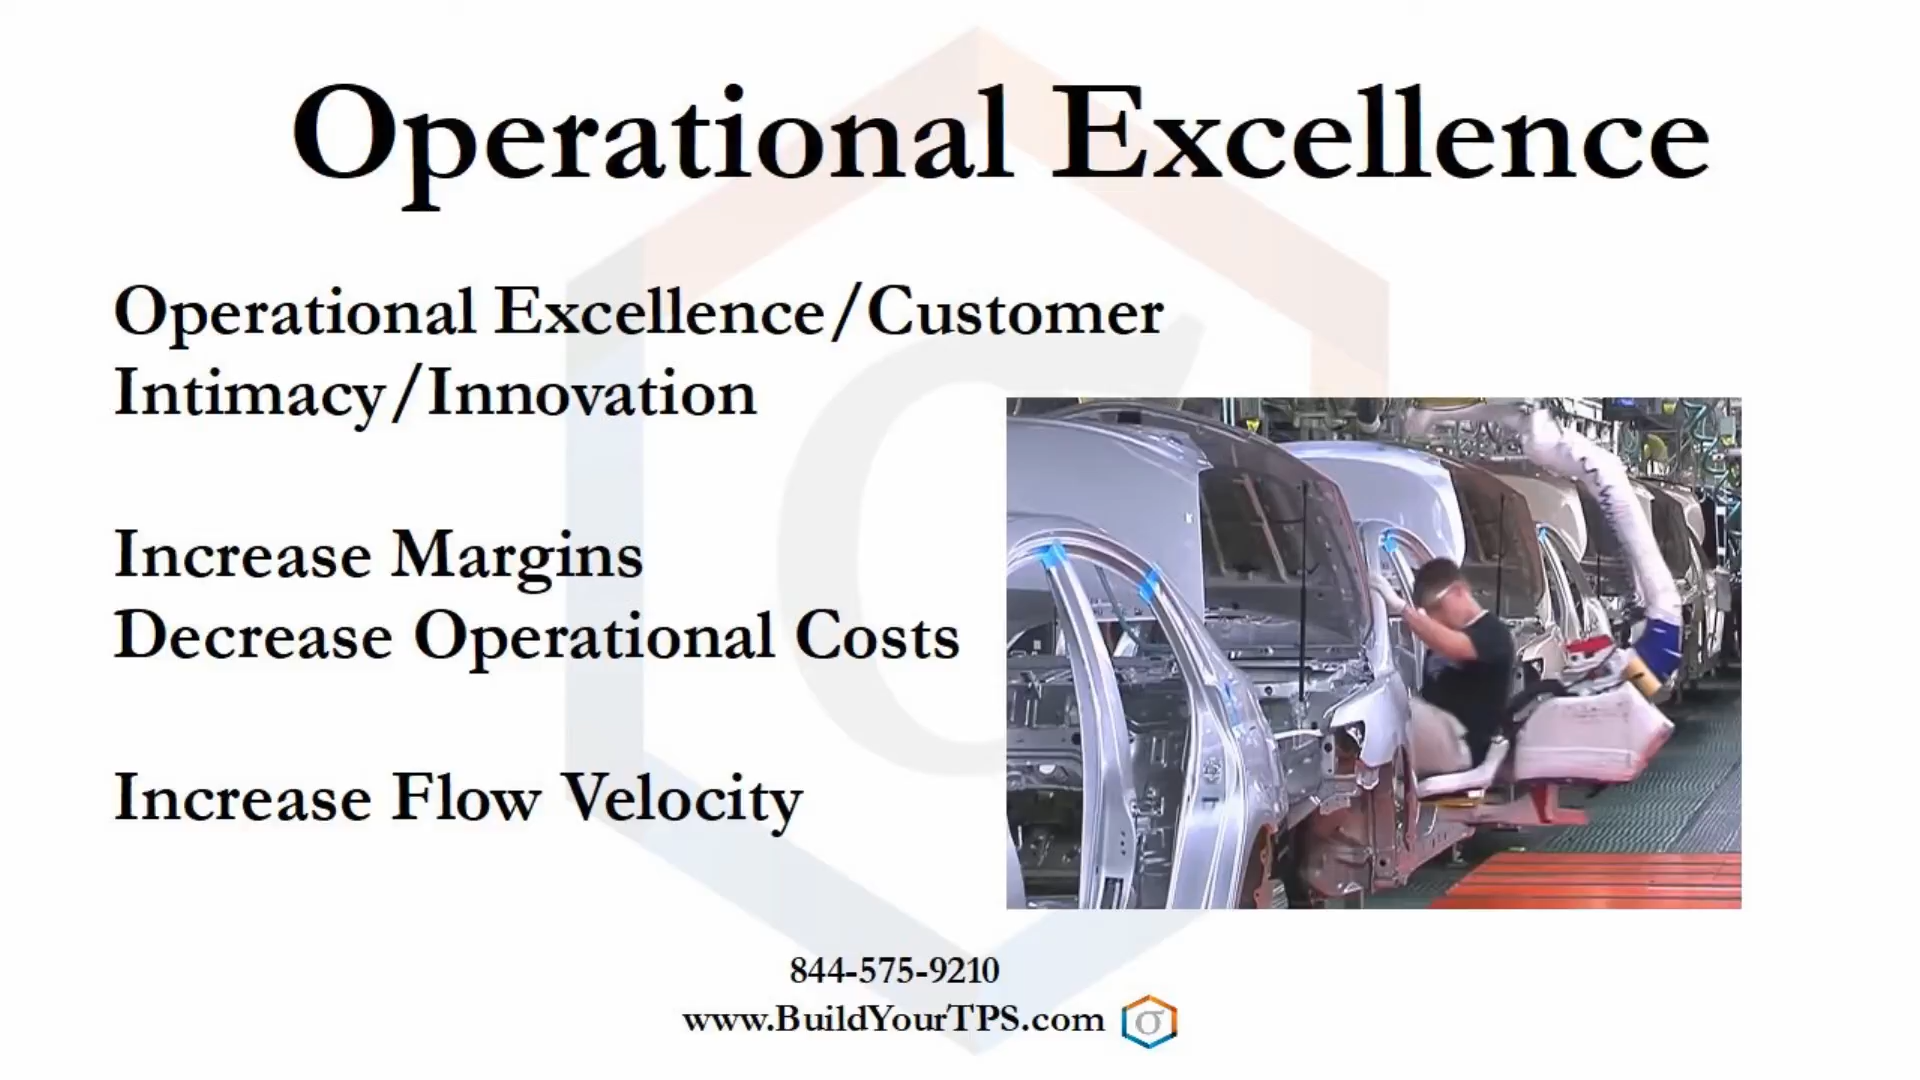 Operational Excellence
Operational Excellence/Customer
Intimacy/Innovation
Increase Margins
Decrease Operational Costs
Increase Flow Velocity
844-575-9210
www.BuildYourTPS.com σ